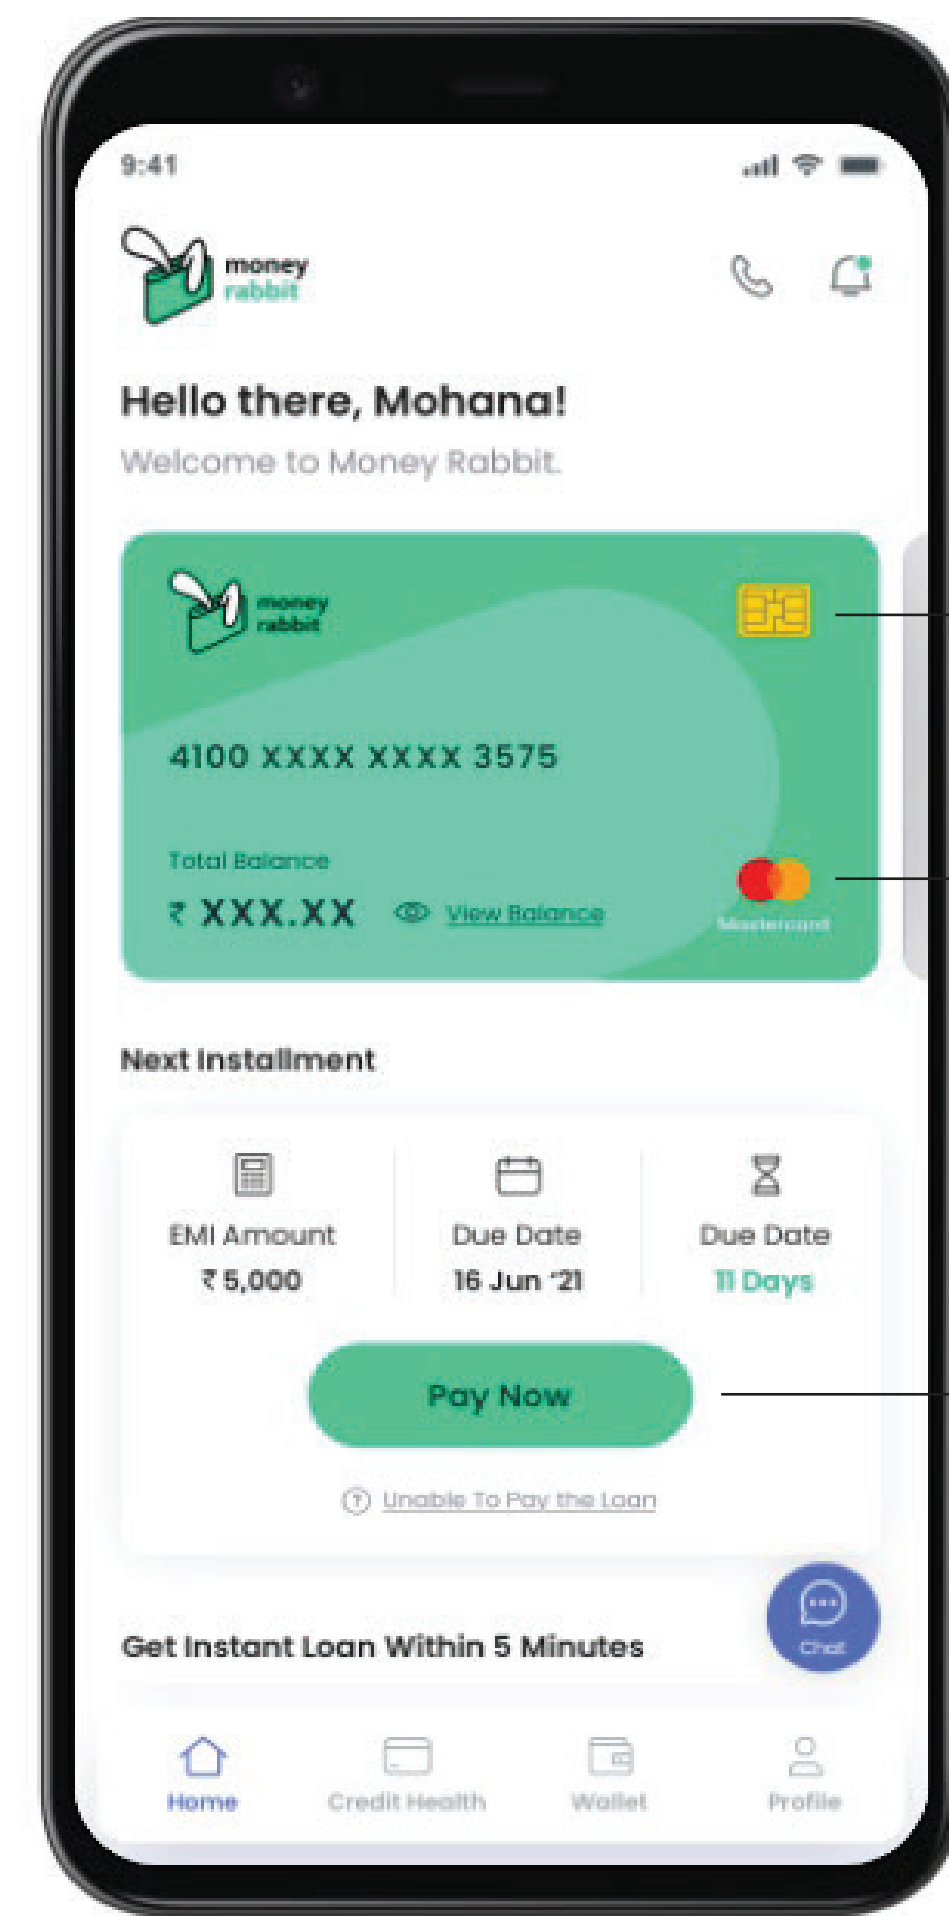 9:41
money
rabbit
Hello there, Mohana!
Welcome to Money Rabbit.
money
rabbit
4100 XXXX XXXX 3575
Total Balance
₹ XXX.XX View Balance
Mastercard
Next Installment
EMI Amount Due Date Due Date
₹ 5,000 16 Jun '21 11 Days
Pay Now
? Unable To Pay the Loan
Get Instant Loan Within 5 Minutes
Chat
Home Credit Health Wallet Profile